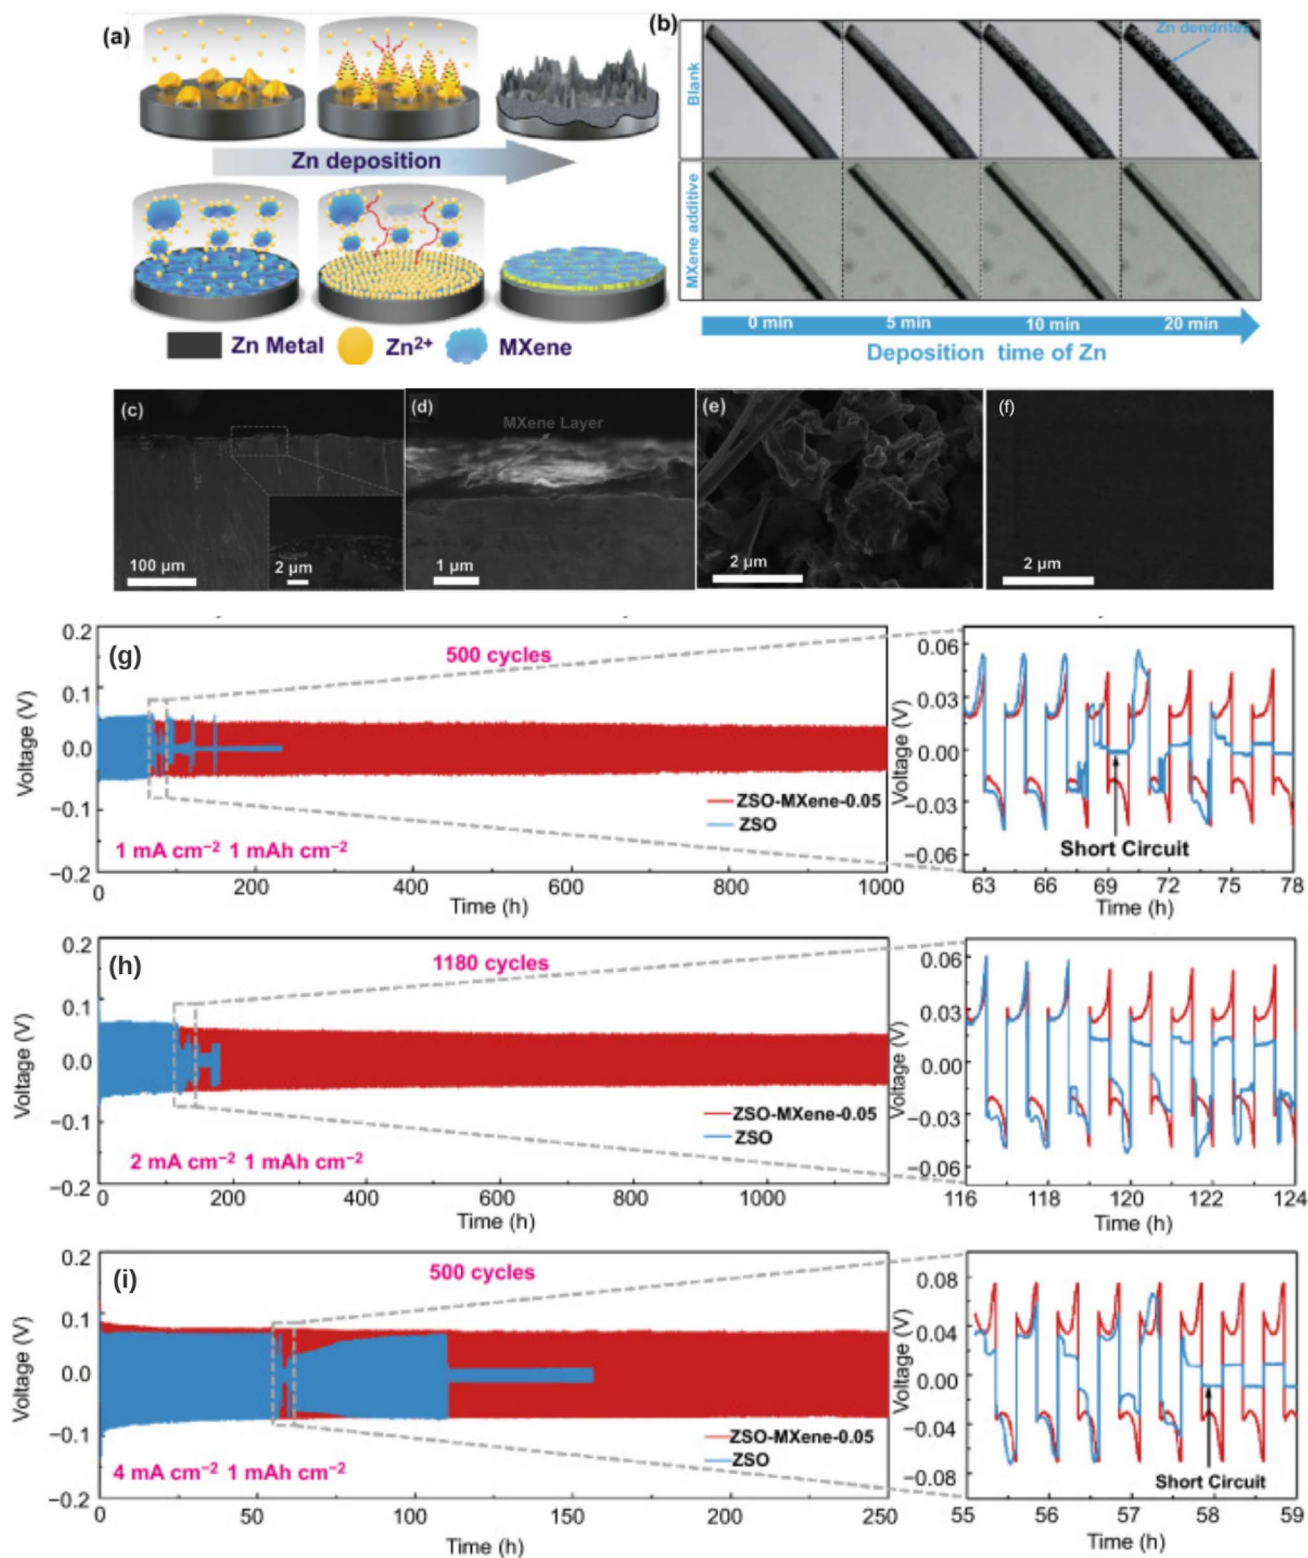 (a)
Zn deposition
Zn Metal
Zn²⁺
MXene
(b)
Blank
Zn dendrites
MXene additive
0 min
5 min
10 min
20 min
Deposition time of Zn
(c)
100 µm
2 µm
(d)
MXene Layer
1 µm
(e)
2 µm
(f)
2 µm
(g)
500 cycles
0.2
0.1
0.0
−0.1
−0.2
Voltage (V)
ZSO-MXene-0.05
ZSO
1 mA cm⁻² 1 mAh cm⁻²
0 200 400 600 800 1000
Time (h)
0.06
0.03
0.00
−0.03
−0.06
Voltage (V)
Short Circuit
63 66 69 72 75 78
Time (h)
(h)
1180 cycles
0.2
0.1
0.0
−0.1
−0.2
Voltage (V)
ZSO-MXene-0.05
ZSO
2 mA cm⁻² 1 mAh cm⁻²
0 200 400 600 800 1000
Time (h)
0.06
0.03
0.00
−0.03
−0.06
Voltage (V)
116 118 120 122 124
Time (h)
(i)
500 cycles
0.2
0.1
0.0
−0.1
−0.2
Voltage (V)
ZSO-MXene-0.05
ZSO
4 mA cm⁻² 1 mAh cm⁻²
0 50 100 150 200 250
Time (h)
0.08
0.04
0.00
−0.04
−0.08
Voltage (V)
Short Circuit
55 56 57 58 59
Time (h)